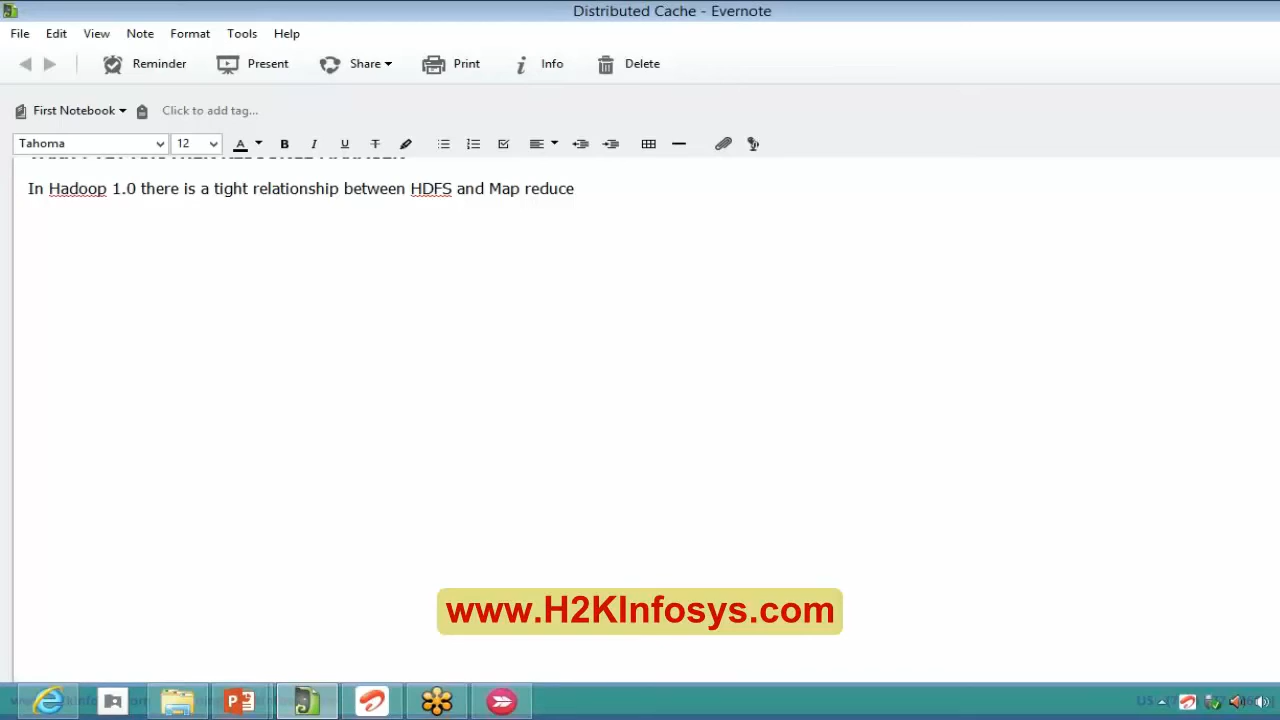 Distributed Cache - Evernote
File Edit View Note Format Tools Help
Reminder Present Share Print Info Delete
First Notebook Click to add tag...
Tahoma 12 A B I U T
In Hadoop 1.0 there is a tight relationship between HDFS and Map reduce
www.H2KInfosys.com
US